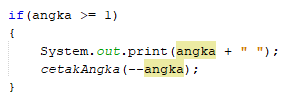 if(angka >= 1)
{
System.out.print(angka + " ");
cetakAngka(--angka);
}